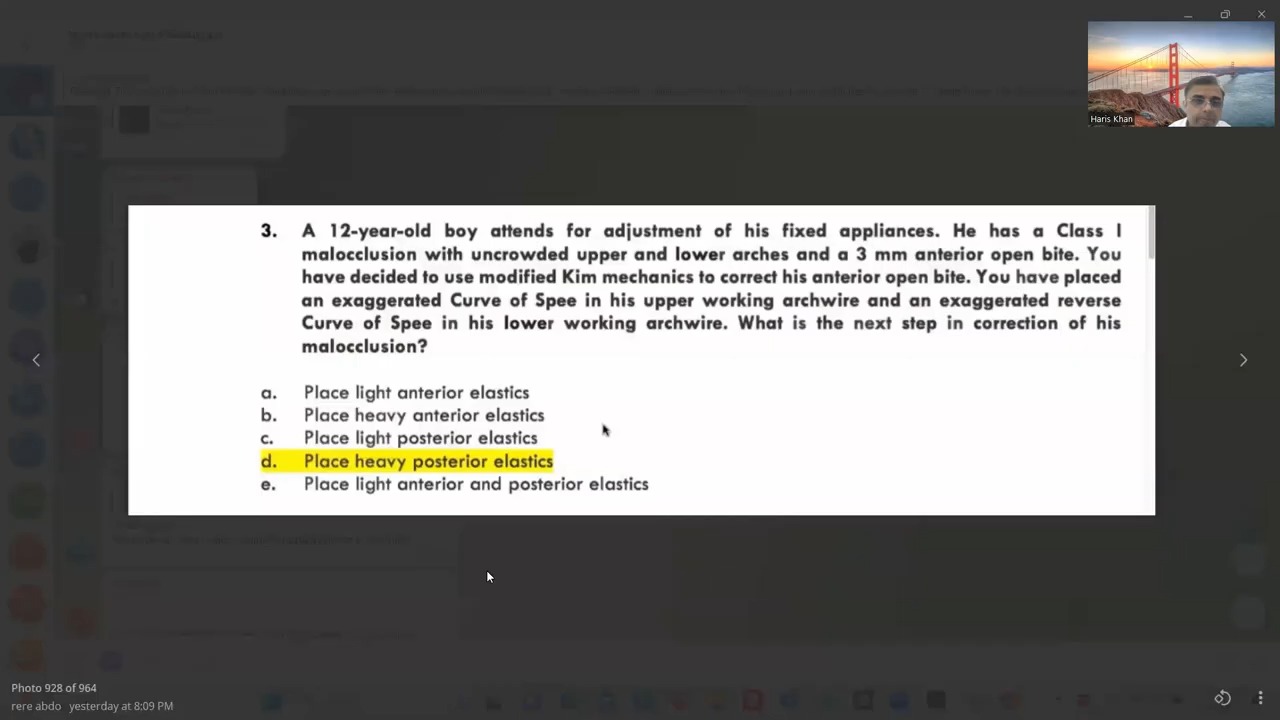 Haris Khan
3. A 12-year-old boy attends for adjustment of his fixed appliances. He has a Class I
malocclusion with uncrowded upper and lower arches and a 3 mm anterior open bite. You
have decided to use modified Kim mechanics to correct his anterior open bite. You have placed
an exaggerated Curve of Spee in his upper working archwire and an exaggerated reverse
Curve of Spee in his lower working archwire. What is the next step in correction of his
malocclusion?
a. Place light anterior elastics
b. Place heavy anterior elastics
c. Place light posterior elastics
d. Place heavy posterior elastics
e. Place light anterior and posterior elastics
Photo 928 of 964
rere abdo yesterday at 8:09 PM